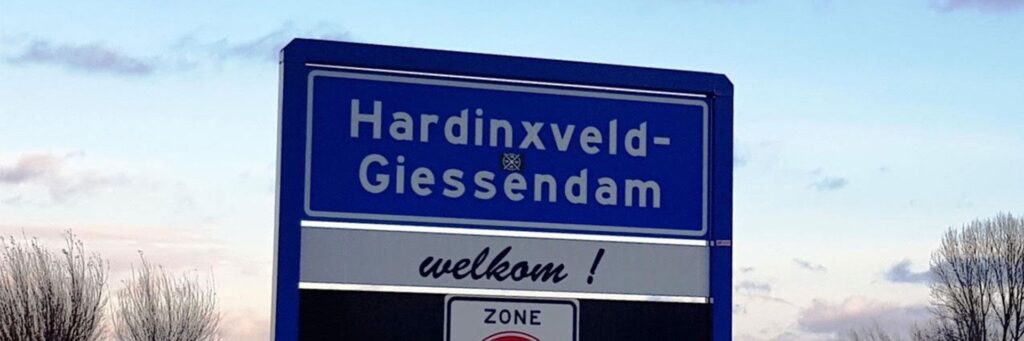 Hardinxveld-
Giessendam
welkom !
ZONE